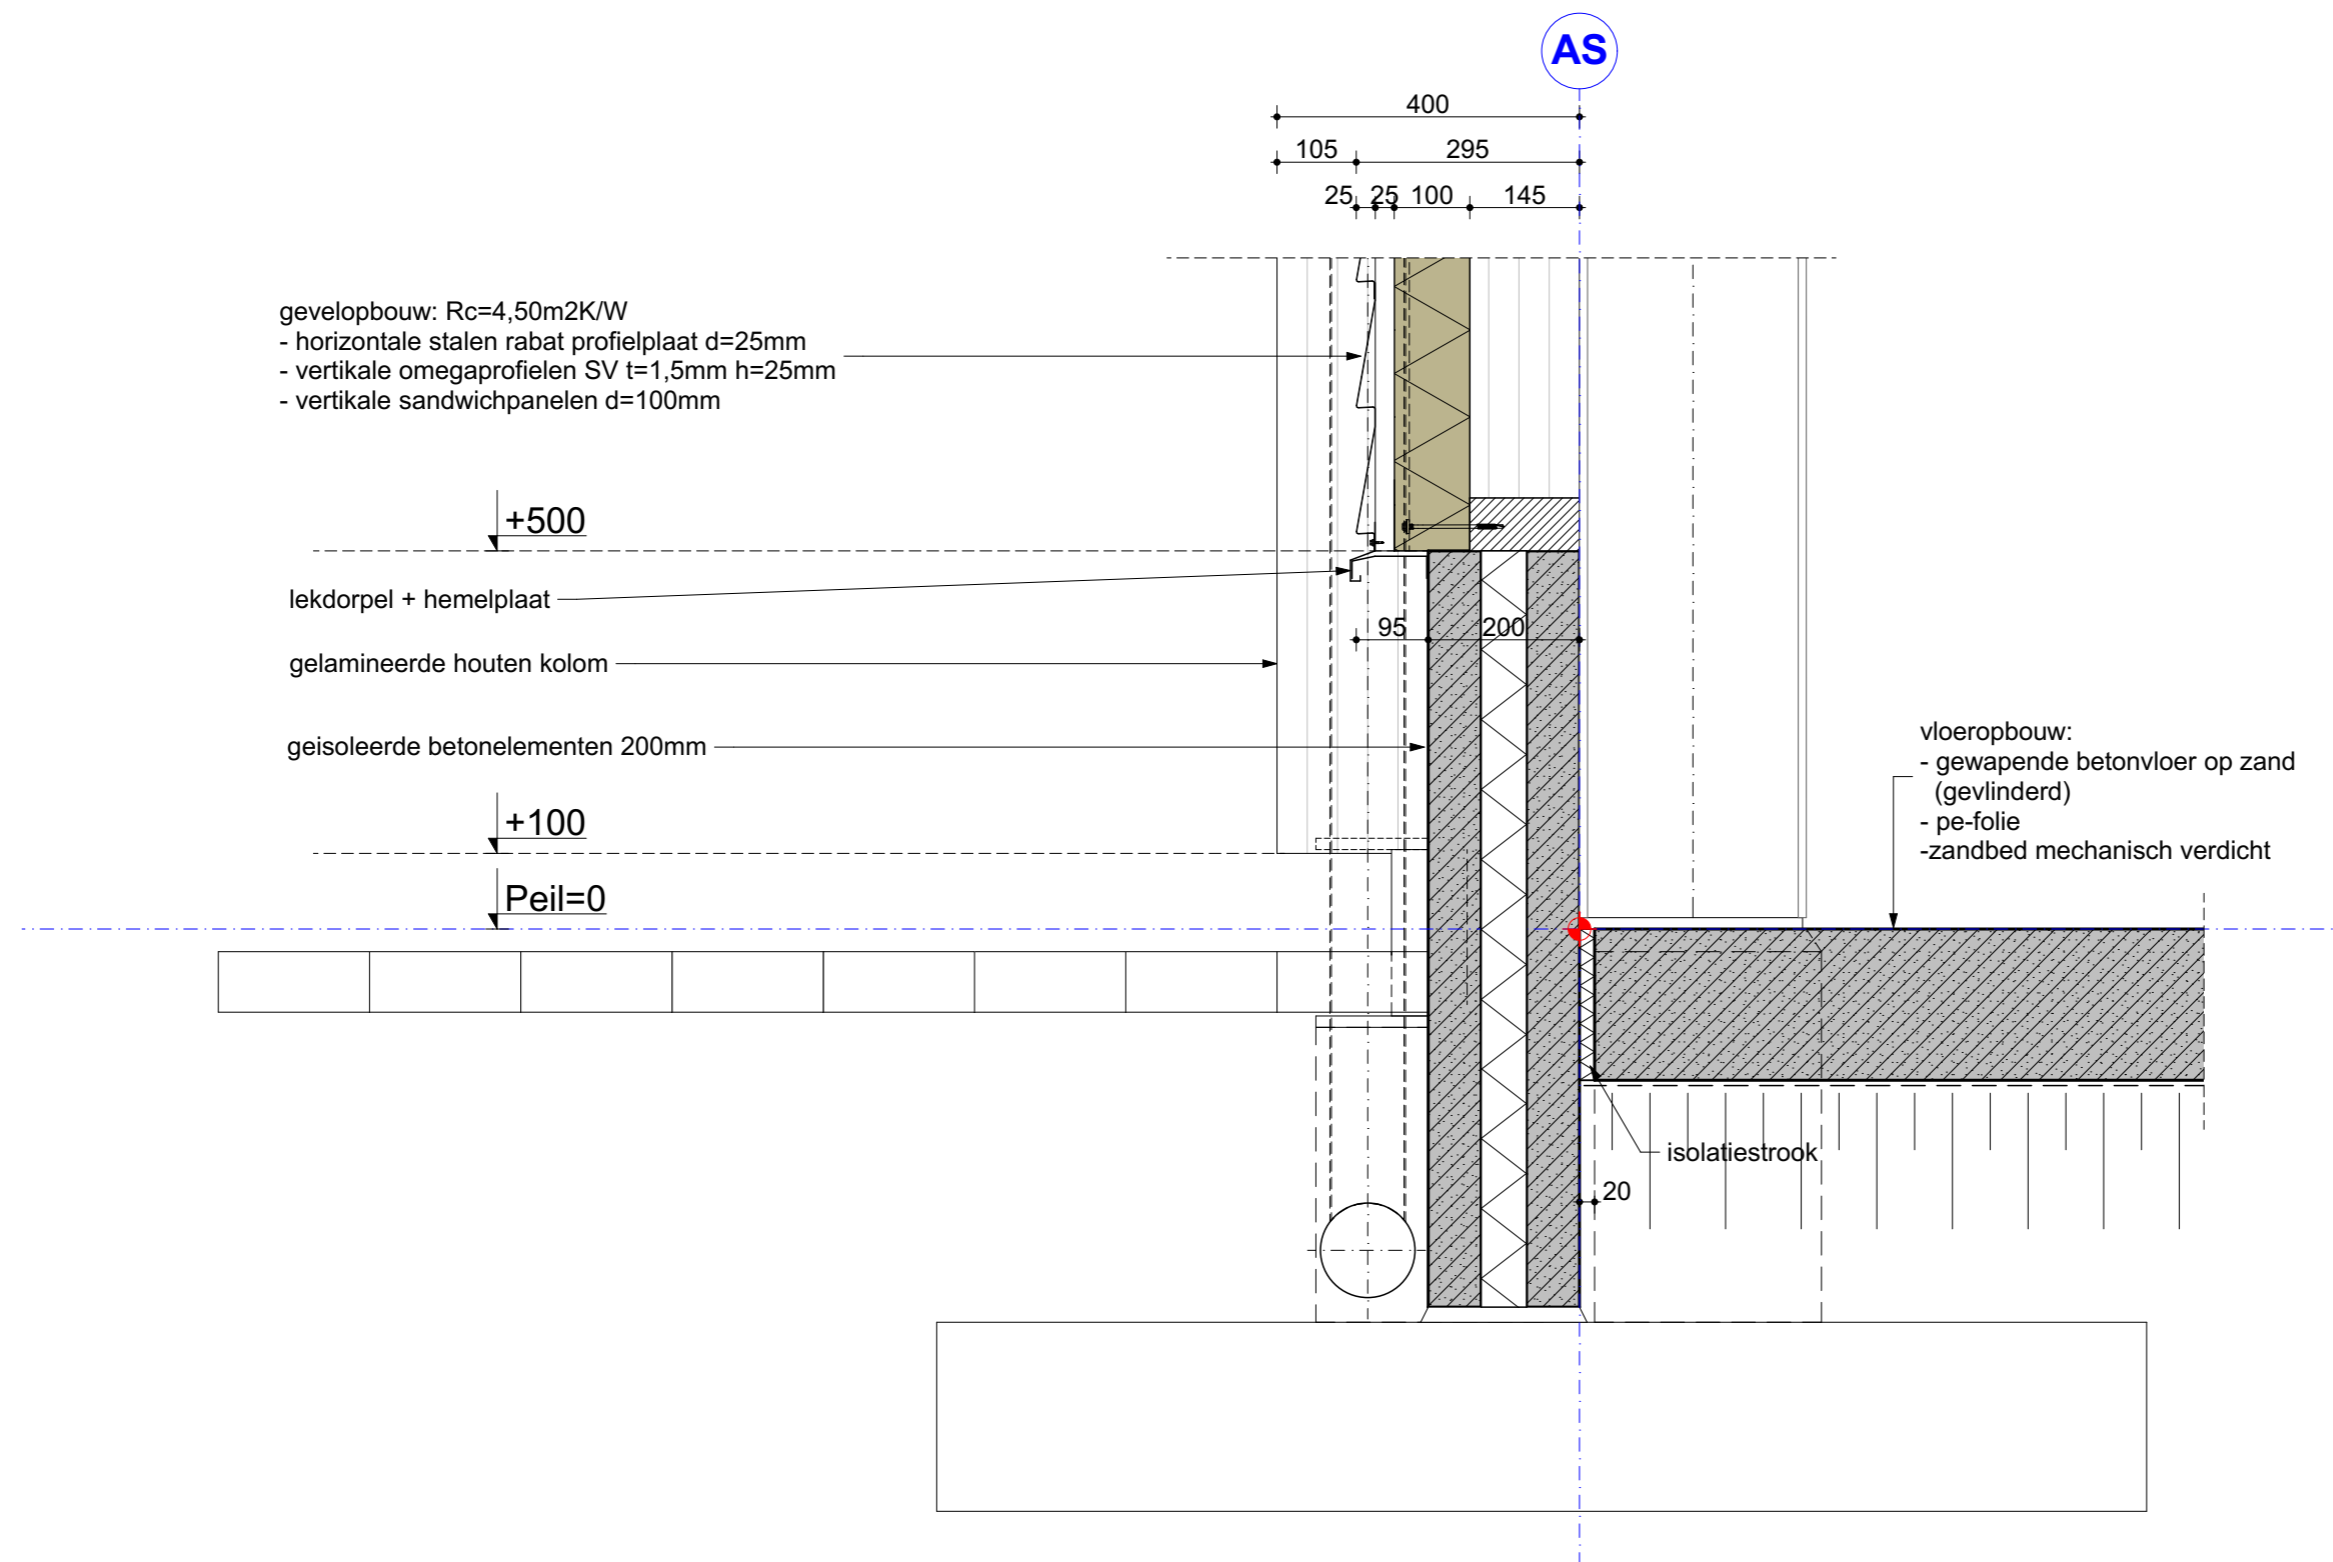 AS
400
105 295
25 25 100 145
gevelopbouw: Rc=4,50m2K/W
- horizontale stalen rabat profielplaat d=25mm
- vertikale omegaprofielen SV t=1,5mm h=25mm
- vertikale sandwichpanelen d=100mm
+500
lekdorpel + hemelplaat
95 200
gelamineerde houten kolom
geisoleerde betonelementen 200mm
vloeropbouw:
- gewapende betonvloer op zand
(gevlinderd)
- pe-folie
-zandbed mechanisch verdicht
+100
Peil=0
isolatiestrook
20